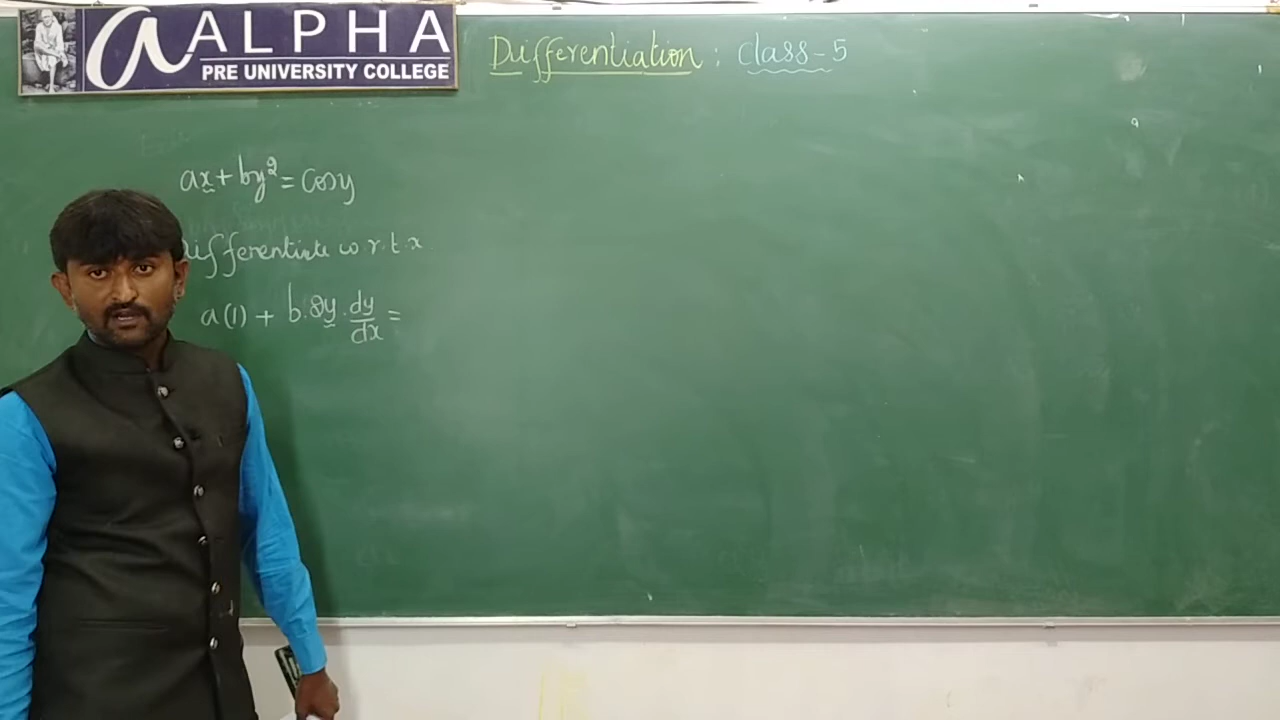 ALPHA
PRE UNIVERSITY COLLEGE
Differentiation : Class-5
ax + by² = cosy
Differentiate w.r.t.x
a(1) + b.2y.dy/dx =